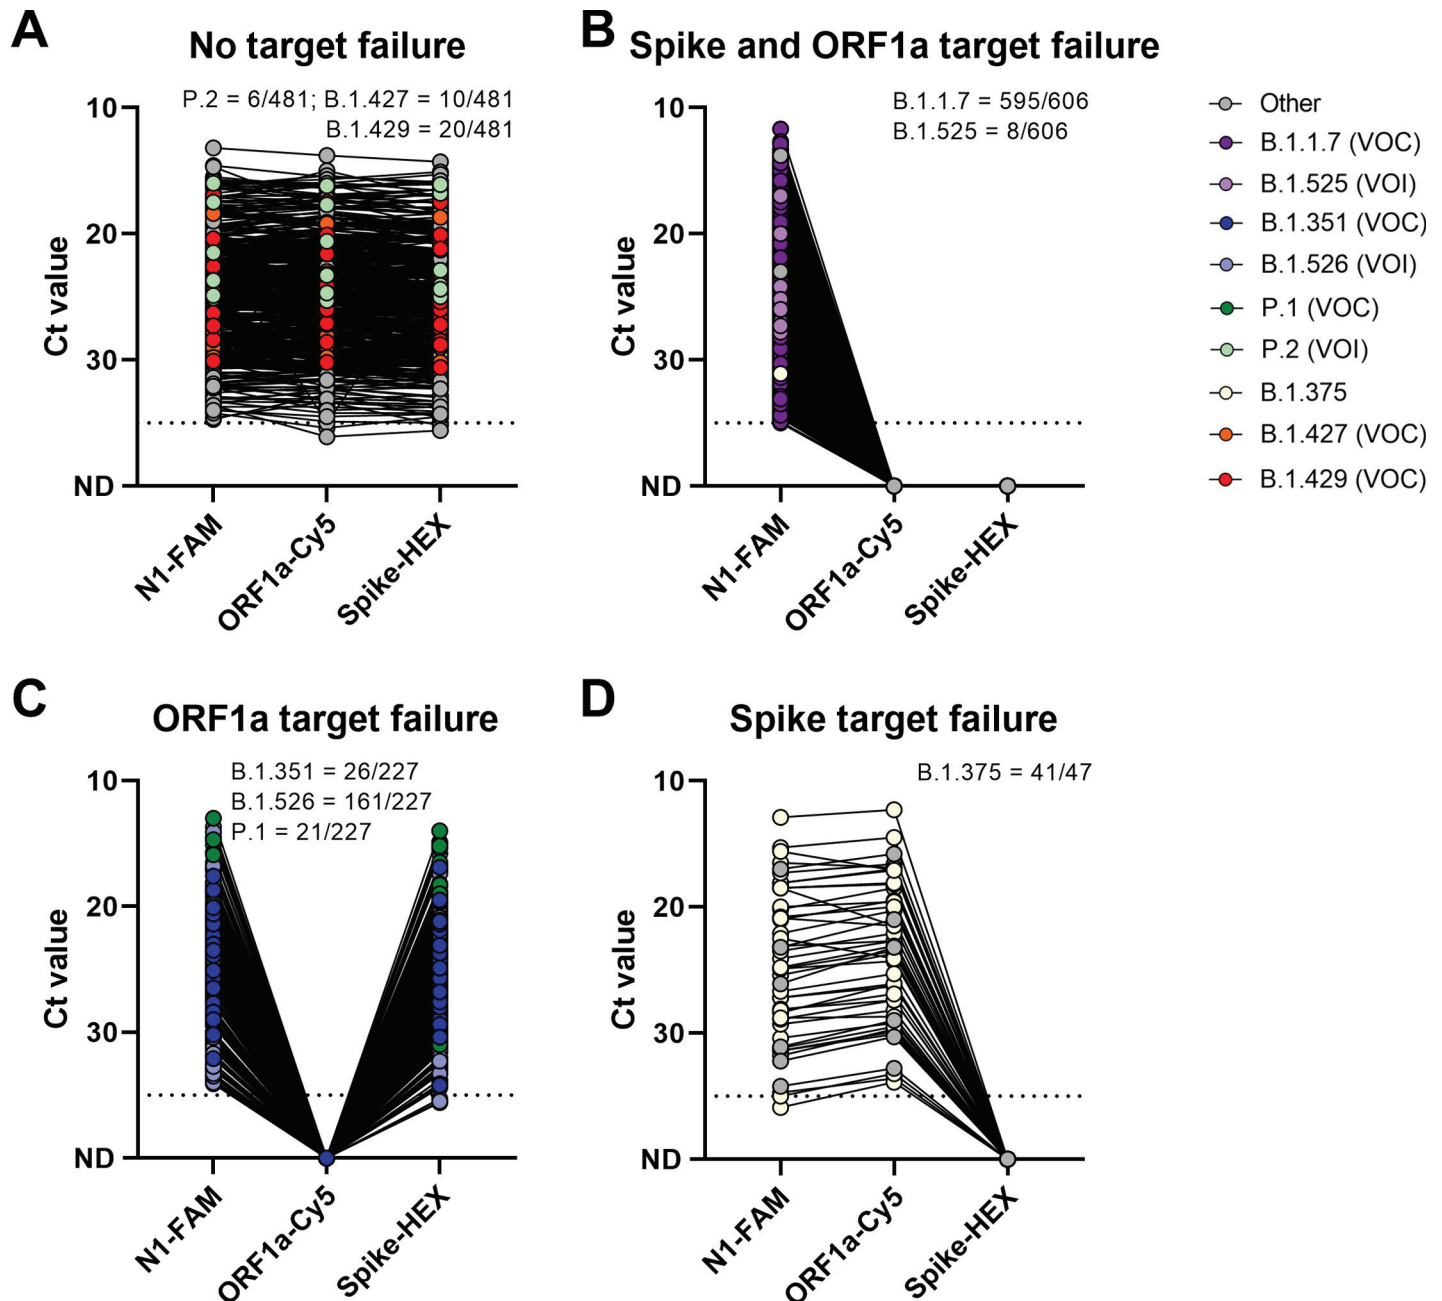 A
No target failure
P.2 = 6/481; B.1.427 = 10/481
B.1.429 = 20/481
10
20
30
ND
Ct value
N1-FAM
ORF1a-Cy5
Spike-HEX
B
Spike and ORF1a target failure
B.1.1.7 = 595/606
B.1.525 = 8/606
10
20
30
ND
Ct value
N1-FAM
ORF1a-Cy5
Spike-HEX
Other
B.1.1.7 (VOC)
B.1.525 (VOI)
B.1.351 (VOC)
B.1.526 (VOI)
P.1 (VOC)
P.2 (VOI)
B.1.375
B.1.427 (VOC)
B.1.429 (VOC)
C
ORF1a target failure
B.1.351 = 26/227
B.1.526 = 161/227
P.1 = 21/227
10
20
30
ND
Ct value
N1-FAM
ORF1a-Cy5
Spike-HEX
D
Spike target failure
B.1.375 = 41/47
10
20
30
ND
Ct value
N1-FAM
ORF1a-Cy5
Spike-HEX